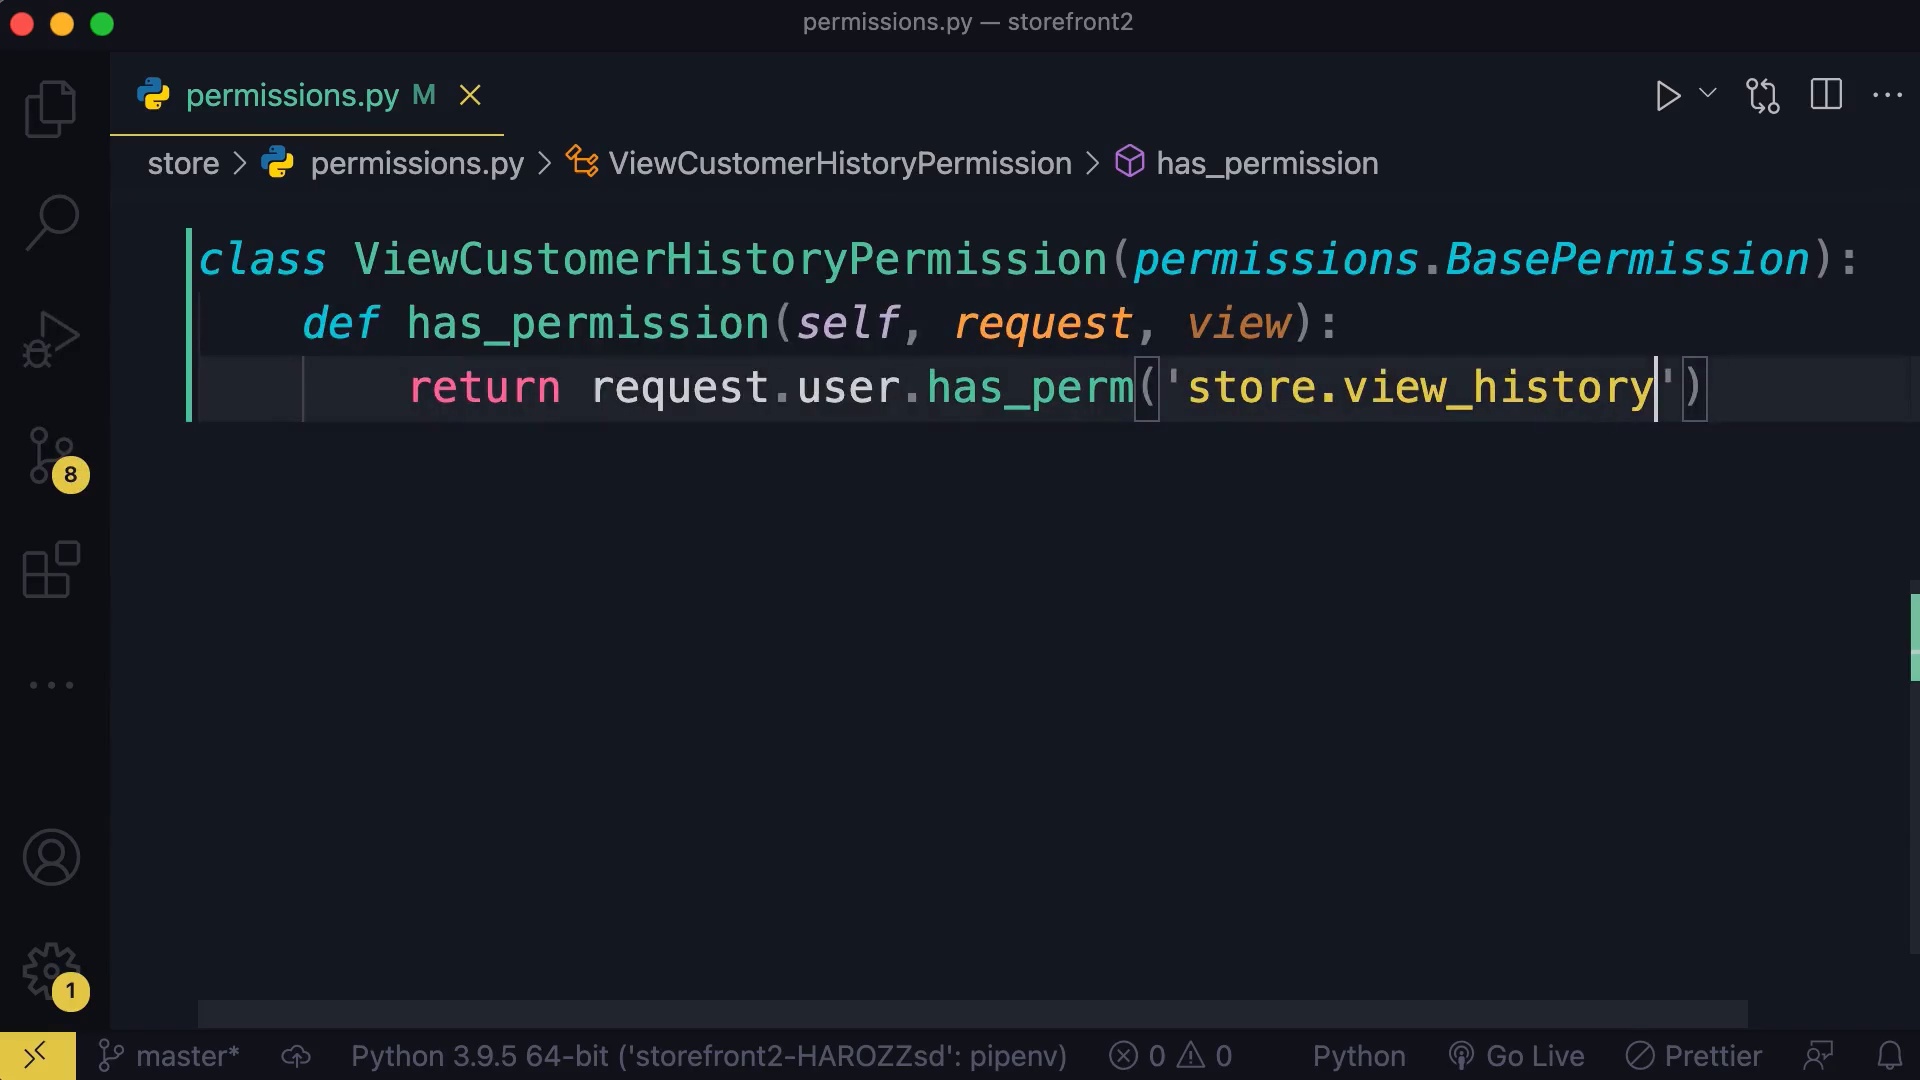 permissions.py — storefront2
permissions.py M
store > permissions.py > ViewCustomerHistoryPermission > has_permission
class ViewCustomerHistoryPermission(permissions.BasePermission):
    def has_permission(self, request, view):
        return request.user.has_perm('store.view_history')
8
1
master* Python 3.9.5 64-bit ('storefront2-HAROZZsd': pipenv) 0 0 Python Go Live Prettier